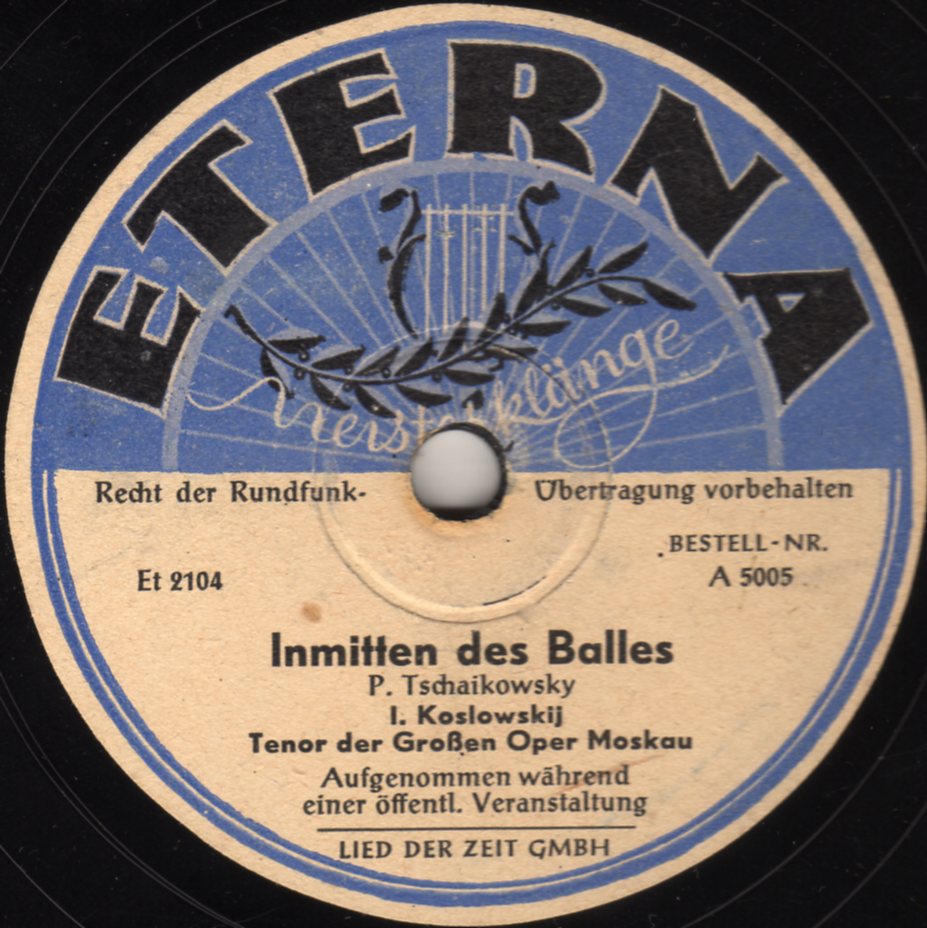 ETERNA
Meisterklänge
Recht der Rundfunk- Übertragung vorbehalten
BESTELL-NR.
Et 2104 A 5005
Inmitten des Balles
P. Tschaikowsky
I. Koslowskij
Tenor der Großen Oper Moskau
Aufgenommen während
einer öffentl. Veranstaltung
LIED DER ZEIT GMBH